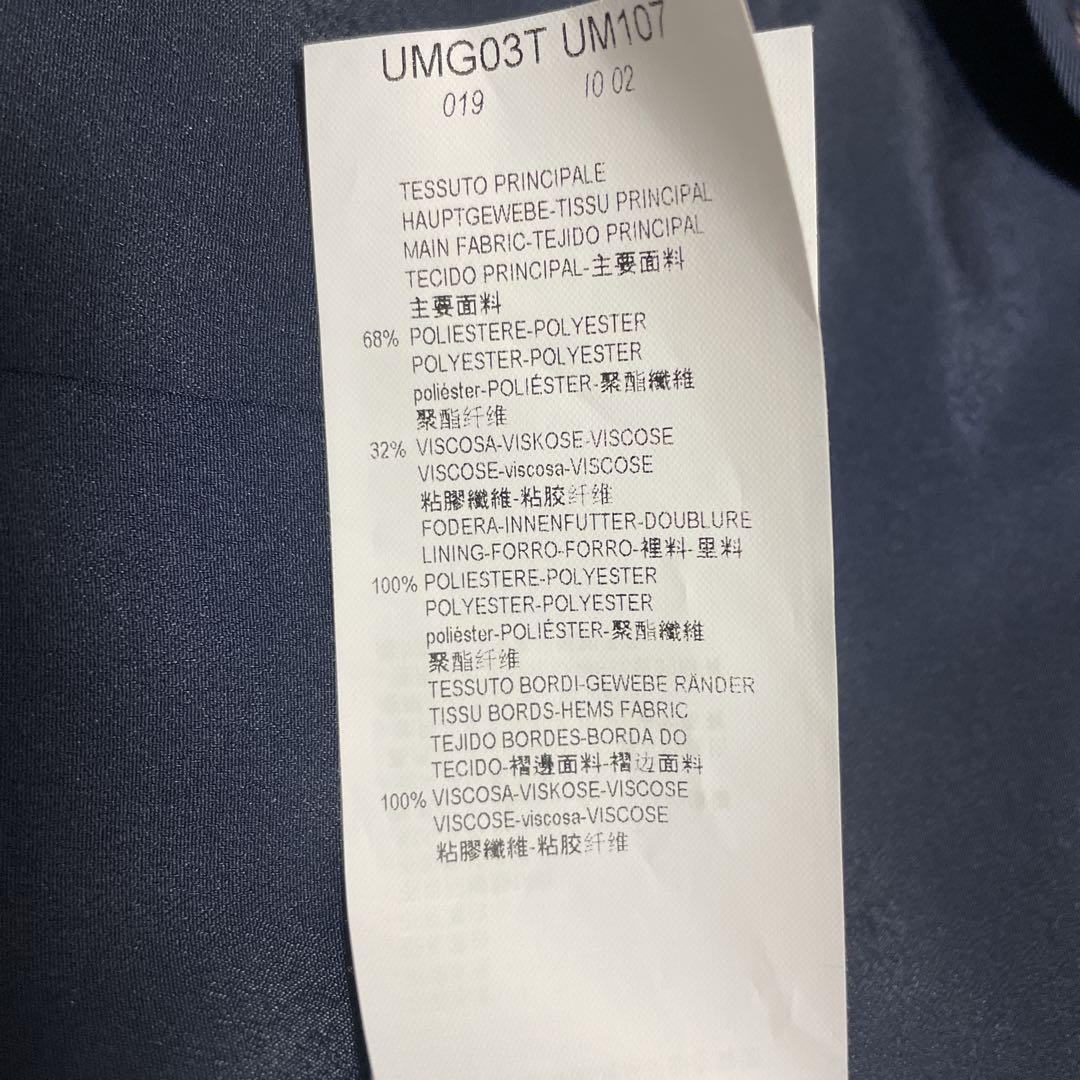 UMG03T UM107
019 10 02
TESSUTO PRINCIPALE
HAUPTGEWEBE-TISSU PRINCIPAL
MAIN FABRIC-TEJIDO PRINCIPAL
TECIDO PRINCIPAL-主要面料
主要面料
68% POLIESTERE-POLYESTER
POLYESTER-POLYESTER
poliéster-POLIÉSTER-聚酯纖維
聚酯纤维
32% VISCOSA-VISKOSE-VISCOSE
VISCOSE-viscosa-VISCOSE
粘膠纖維-粘胶纤维
FODERA-INNENFUTTER-DOUBLURE
LINING-FORRO-FORRO-裡料-里料
100% POLIESTERE-POLYESTER
POLYESTER-POLYESTER
poliéster-POLIÉSTER-聚酯纖維
聚酯纤维
TESSUTO BORDI-GEWEBE RÄNDER
TISSU BORDS-HEMS FABRIC
TEJIDO BORDES-BORDA DO
TECIDO-褶邊面料-褶边面料
100% VISCOSA-VISKOSE-VISCOSE
VISCOSE-viscosa-VISCOSE
粘膠纖維-粘胶纤维